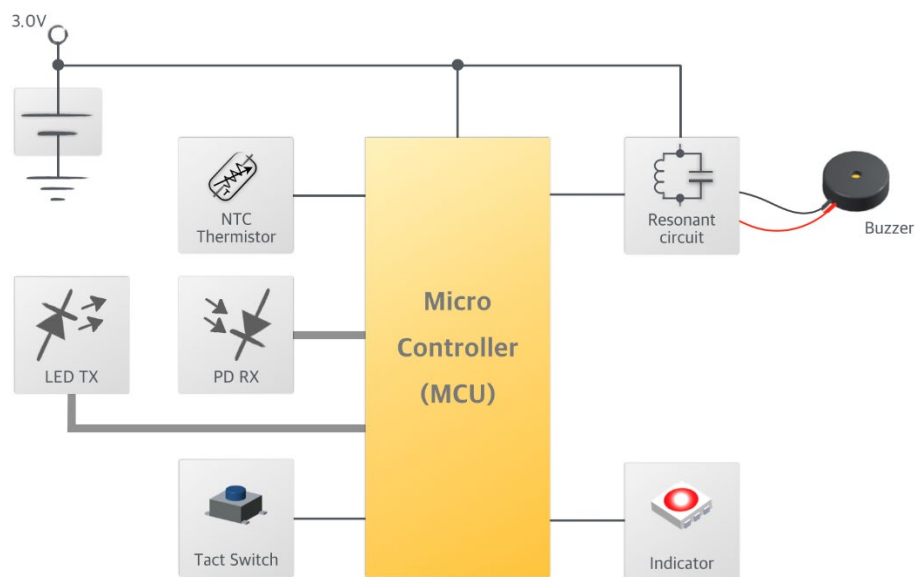 3.0V
NTC
Thermistor
Resonant
circuit
Buzzer
Micro
Controller
(MCU)
LED TX
PD RX
Tact Switch
Indicator